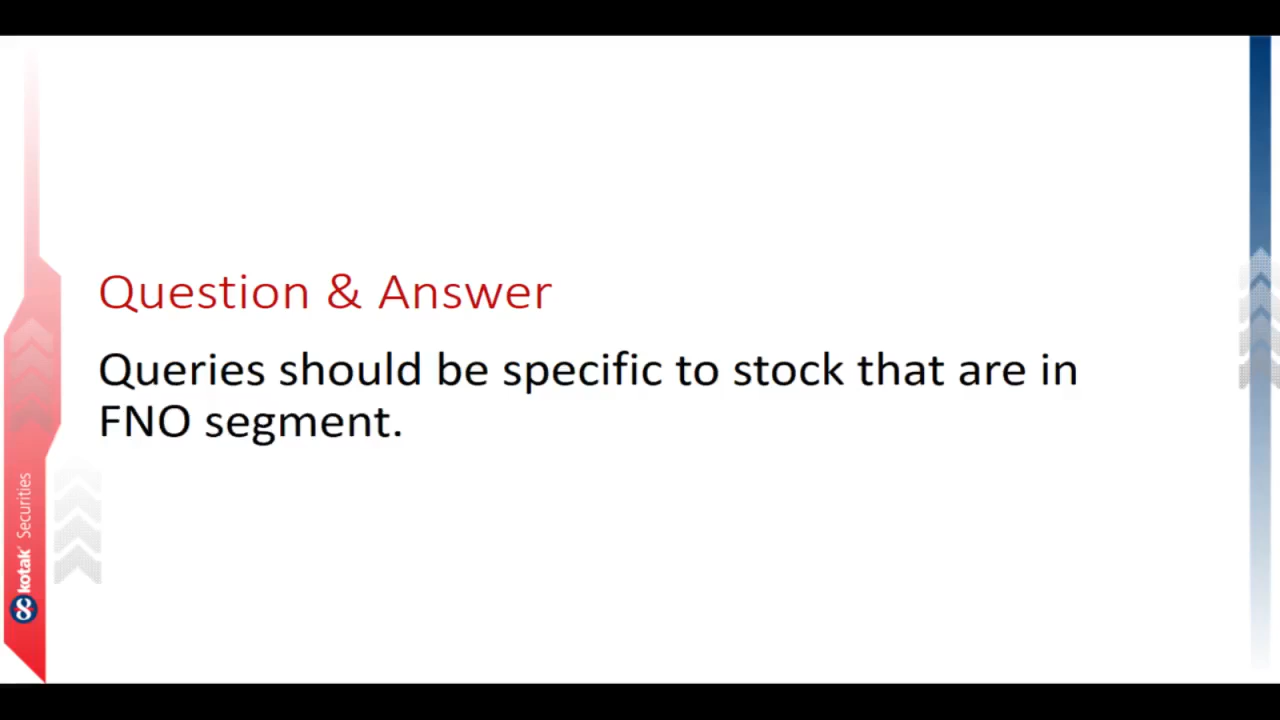 Question & Answer
Queries should be specific to stock that are in
FNO segment.
kotak Securities